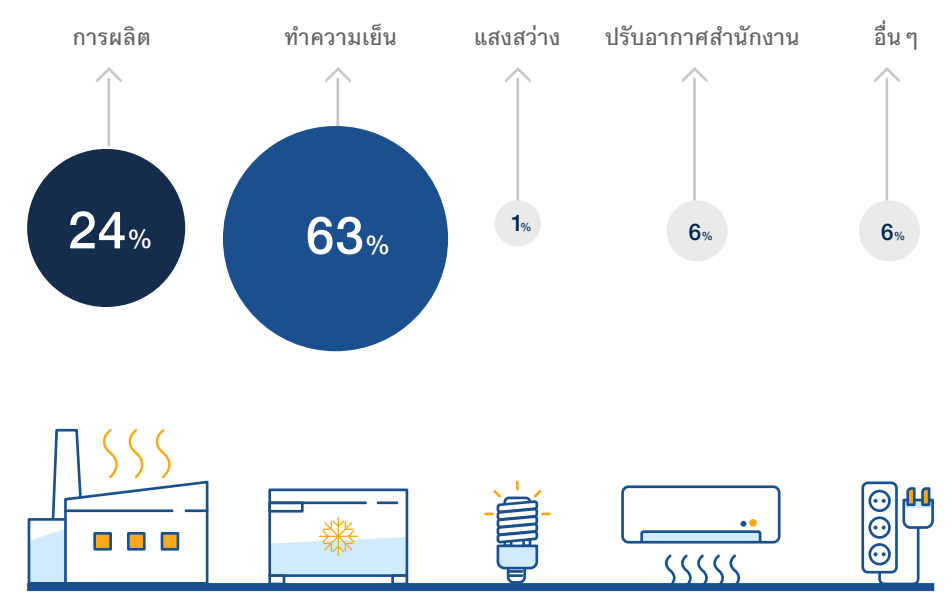 การผลิต
ทำความเย็น
แสงสว่าง
ปรับอากาศสำนักงาน
อื่น ๆ
24%
63%
1%
6%
6%